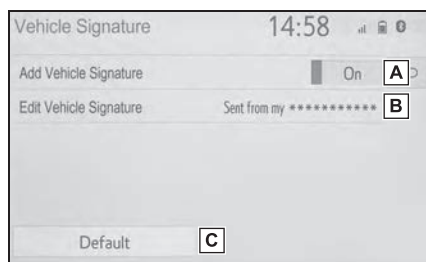 Vehicle Signature 14:58
Add Vehicle Signature On A
Edit Vehicle Signature Sent from my *********** B
Default C